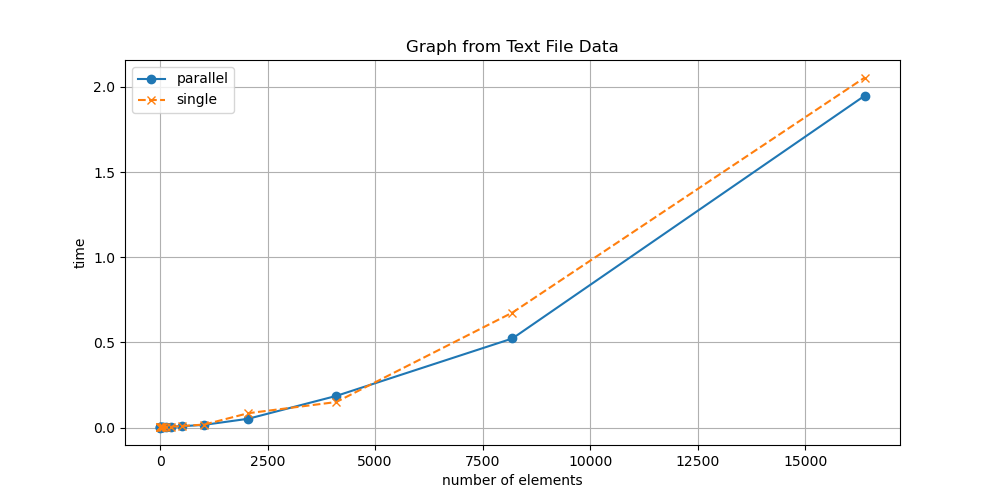 Graph from Text File Data
parallel
single
time
2.0
1.5
1.0
0.5
0.0
0 2500 5000 7500 10000 12500 15000
number of elements